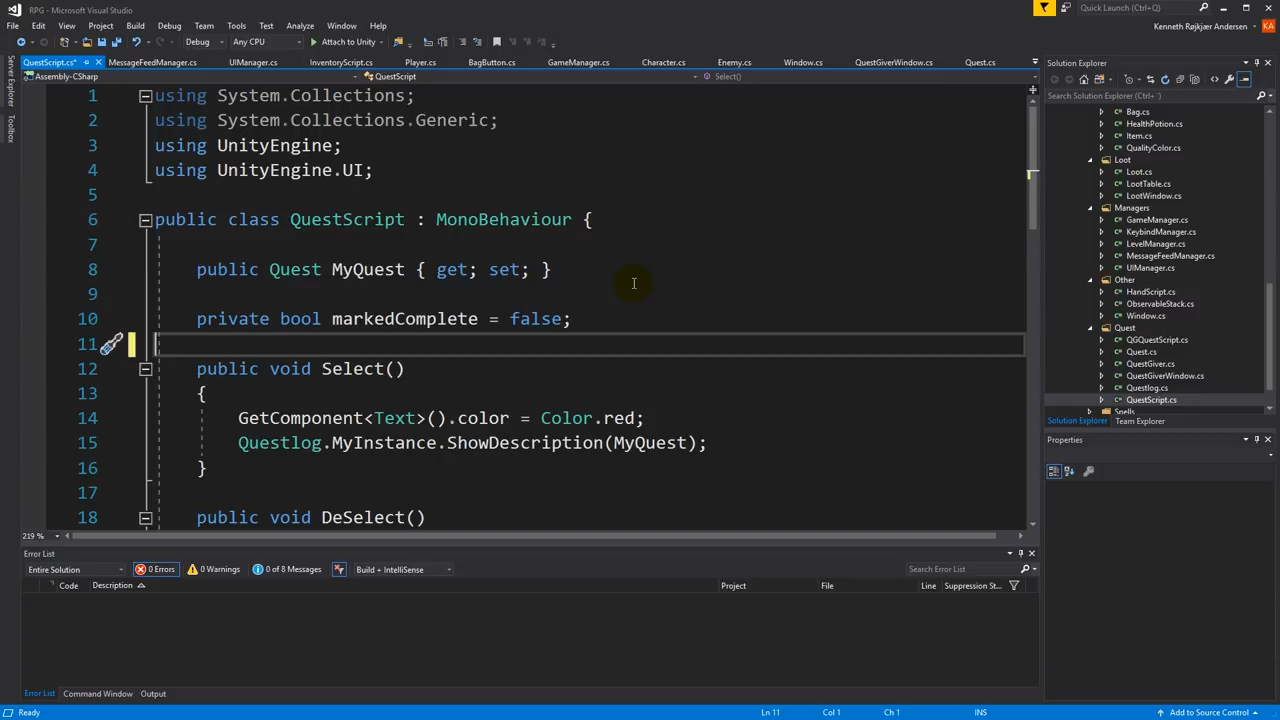 RPG - Microsoft Visual Studio
Quick Launch (Ctrl+Q)
File Edit View Project Build Debug Team Tools Test Analyze Window Help
Kenneth Røjkjær Andersen KA
Debug Any CPU Attach to Unity
QuestScript.cs* MessageFeedManager.cs UIManager.cs InventoryScript.cs Player.cs BagButton.cs GameManager.cs Character.cs Enemy.cs Window.cs QuestGiverWindow.cs Quest.cs
Assembly-CSharp QuestScript Select()
Server Explorer
Toolbox
1 using System.Collections;
2 using System.Collections.Generic;
3 using UnityEngine;
4 using UnityEngine.UI;
5
6 public class QuestScript : MonoBehaviour {
7
8 public Quest MyQuest { get; set; }
9
10 private bool markedComplete = false;
11
12 public void Select()
13 {
14 GetComponent<Text>().color = Color.red;
15 Questlog.MyInstance.ShowDescription(MyQuest);
16 }
17
18 public void DeSelect()
219 %
Solution Explorer
Search Solution Explorer
Bag.cs
HealthPotion.cs
Item.cs
QualityColor.cs
Loot
Loot.cs
LootTable.cs
LootWindow.cs
Managers
GameManager.cs
KeybindManager.cs
LevelManager.cs
MessageFeedManager.cs
UIManager.cs
Other
HandScript.cs
ObservableStack.cs
Window.cs
Quest
QGQuestScript.cs
Quest.cs
QuestGiver.cs
QuestGiverWindow.cs
Questlog.cs
QuestScript.cs
Spells
Solution Explorer Team Explorer
Properties
Error List
Entire Solution 0 Errors 0 Warnings 0 of 8 Messages Build + IntelliSense Search Error List
Code Description Project File Line Suppression St...
Error List Command Window Output
Ready Ln 11 Col 1 Ch 1 INS Add to Source Control